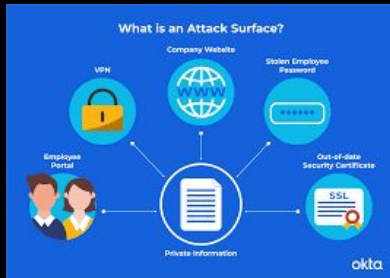 What is an Attack Surface?
Company Website
VPN
Stolen Employee
Password
WWW
Employee
Portal
Out-of-date
Security Certificate
SSL
Private Information
okta